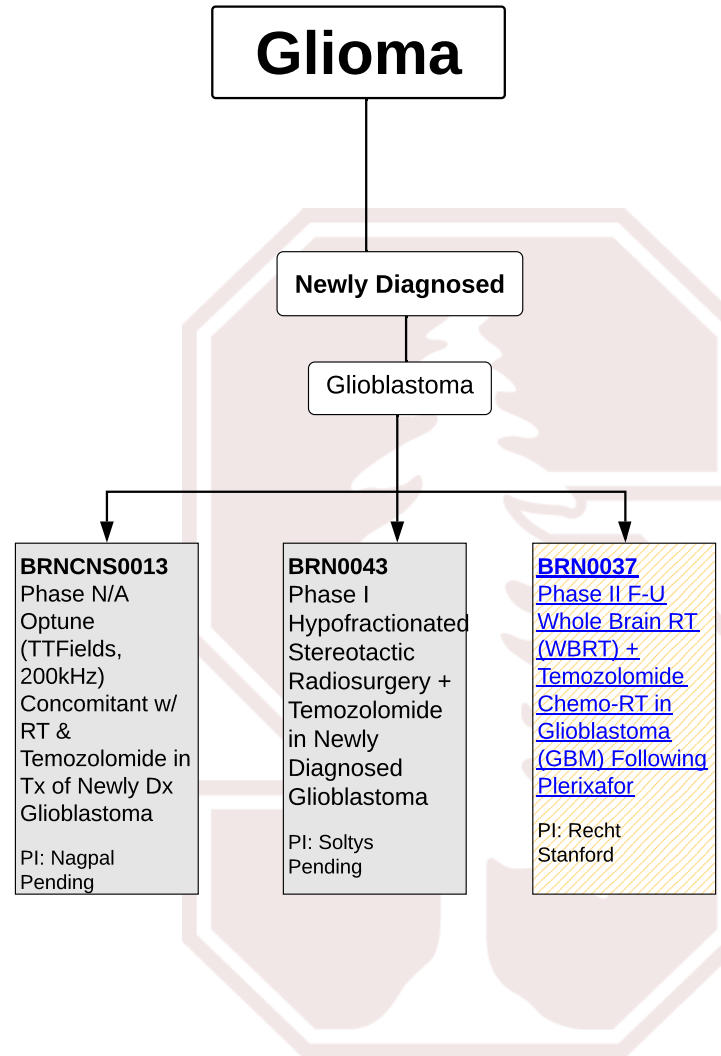 Glioma
Newly Diagnosed
Glioblastoma
BRNCNS0013
Phase N/A
Optune
(TTFields,
200kHz)
Concomitant w/
RT &
Temozolomide in
Tx of Newly Dx
Glioblastoma
PI: Nagpal
Pending
BRN0043
Phase I
Hypofractionated
Stereotactic
Radiosurgery +
Temozolomide
in Newly
Diagnosed
Glioblastoma
PI: Soltys
Pending
BRN0037
Phase II F-U
Whole Brain RT
(WBRT) +
Temozolomide
Chemo-RT in
Glioblastoma
(GBM) Following
Plerixafor
PI: Recht
Stanford